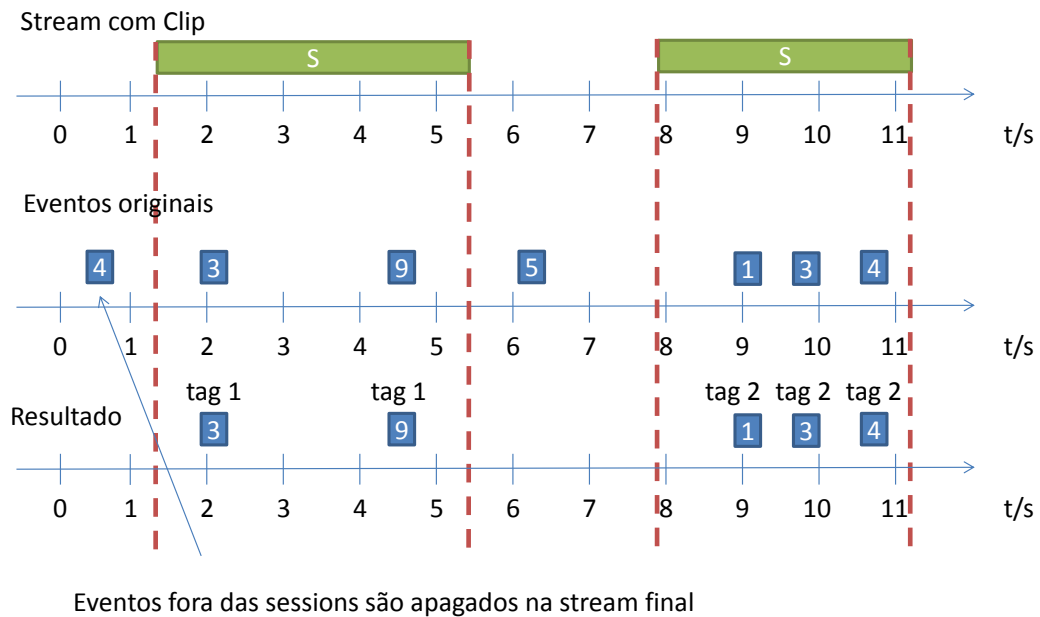 Stream com Clip
S S
0 1 2 3 4 5 6 7 8 9 10 11 t/s
Eventos originais
4 3 9 5 1 3 4
0 1 2 3 4 5 6 7 8 9 10 11 t/s
tag 1 tag 1 tag 2 tag 2 tag 2
Resultado
3 9 1 3 4
0 1 2 3 4 5 6 7 8 9 10 11 t/s
Eventos fora das sessions são apagados na stream final